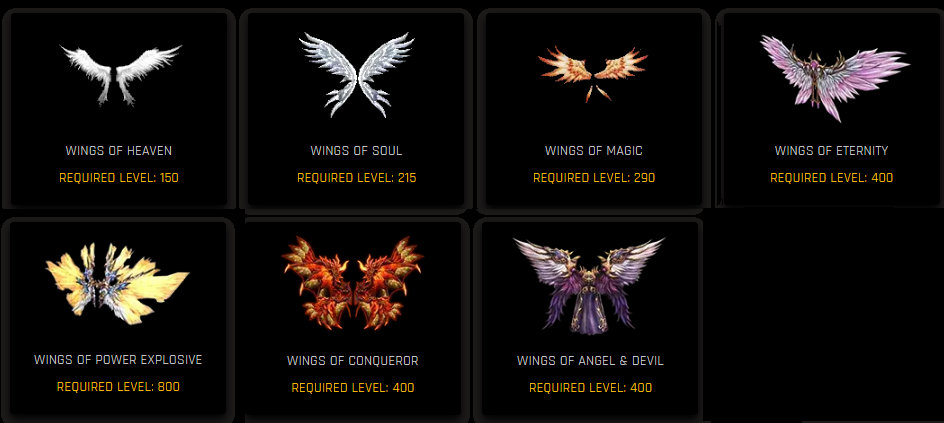 WINGS OF HEAVEN
REQUIRED LEVEL: 150
WINGS OF SOUL
REQUIRED LEVEL: 215
WINGS OF MAGIC
REQUIRED LEVEL: 290
WINGS OF ETERNITY
REQUIRED LEVEL: 400
WINGS OF POWER EXPLOSIVE
REQUIRED LEVEL: 800
WINGS OF CONQUEROR
REQUIRED LEVEL: 400
WINGS OF ANGEL & DEVIL
REQUIRED LEVEL: 400